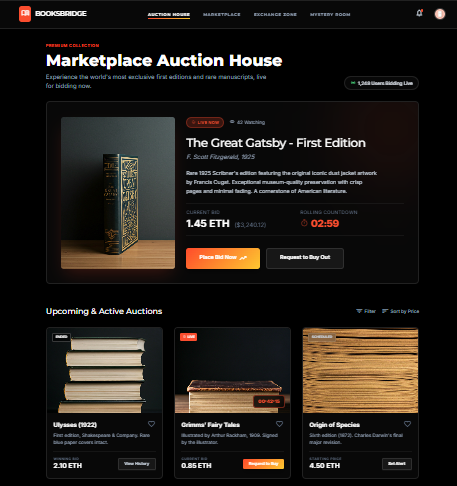 BOOKSBRIDGE
AUCTION HOUSE
MARKETPLACE
EXCHANGE ZONE
MYSTERY ROOM
PREMIUM COLLECTION
Marketplace Auction House
Experience the world's most exclusive first editions and rare manuscripts, live
for bidding now.
1,248 Users Bidding Live
LIVE NOW
42 Watching
The Great Gatsby - First Edition
F. Scott Fitzgerald, 1925
Rare 1925 Scribner's edition featuring the original iconic dust jacket artwork
by Francis Cugat. Exceptional museum-quality preservation with crisp
pages and minimal fading. A cornerstone of American literature.
CURRENT BID
1.45 ETH ($3,240.12)
ROLLING COUNTDOWN
02:59
Place Bid Now
Request to Buy Out
Upcoming & Active Auctions
Filter
Sort by Price
ENDED
Ulysses (1922)
First edition, Shakespeare & Company. Rare
blue paper covers intact.
WINNING BID
2.10 ETH
View History
LIVE
00:02:15
Grimms' Fairy Tales
Illustrated by Arthur Rackham, 1909. Signed
by the illustrator.
CURRENT BID
0.85 ETH
Request to Buy
SCHEDULED
Origin of Species
Sixth edition (1872). Charles Darwin's final
major revision.
STARTING PRICE
4.50 ETH
Set Alert